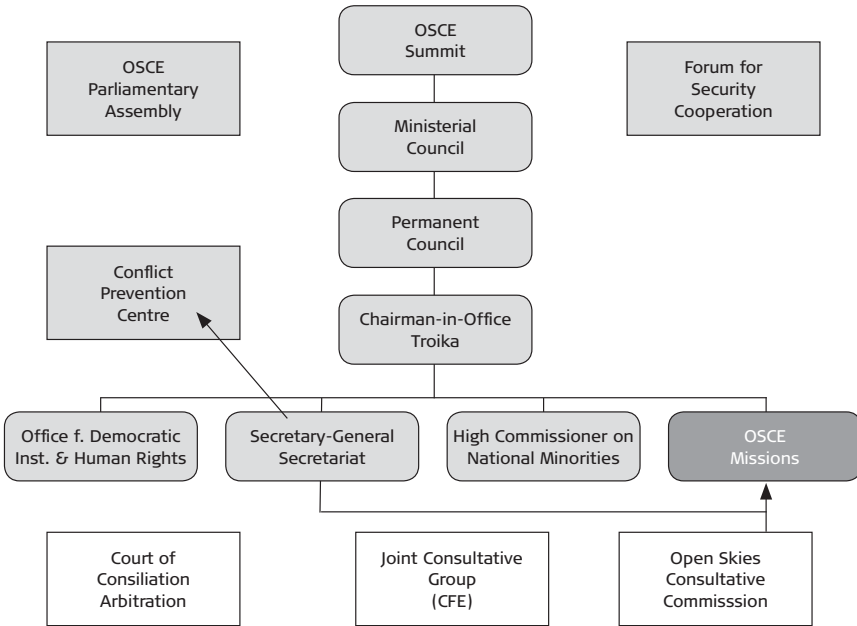 OSCE
Summit
OSCE
Parliamentary
Assembly
Forum for
Security
Cooperation
Ministerial
Council
Permanent
Council
Conflict
Prevention
Centre
Chairman-in-Office
Troika
Office f. Democratic
Inst. & Human Rights
Secretary-General
Secretariat
High Commissioner on
National Minorities
OSCE
Missions
Court of
Consiliation
Arbitration
Joint Consultative
Group
(CFE)
Open Skies
Consultative
Commisssion